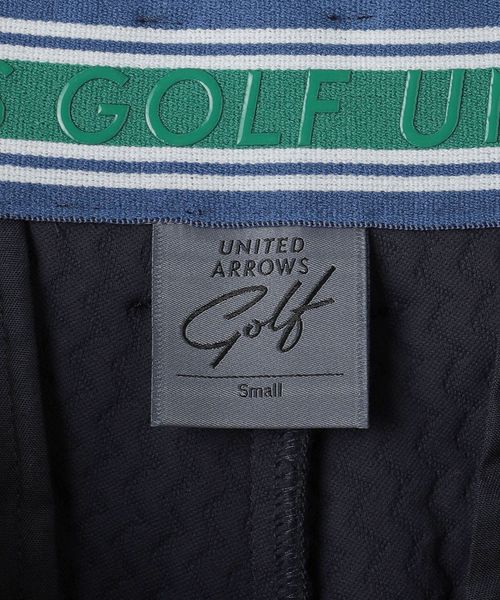 S GOLF UN
UNITED
ARROWS
Golf
Small